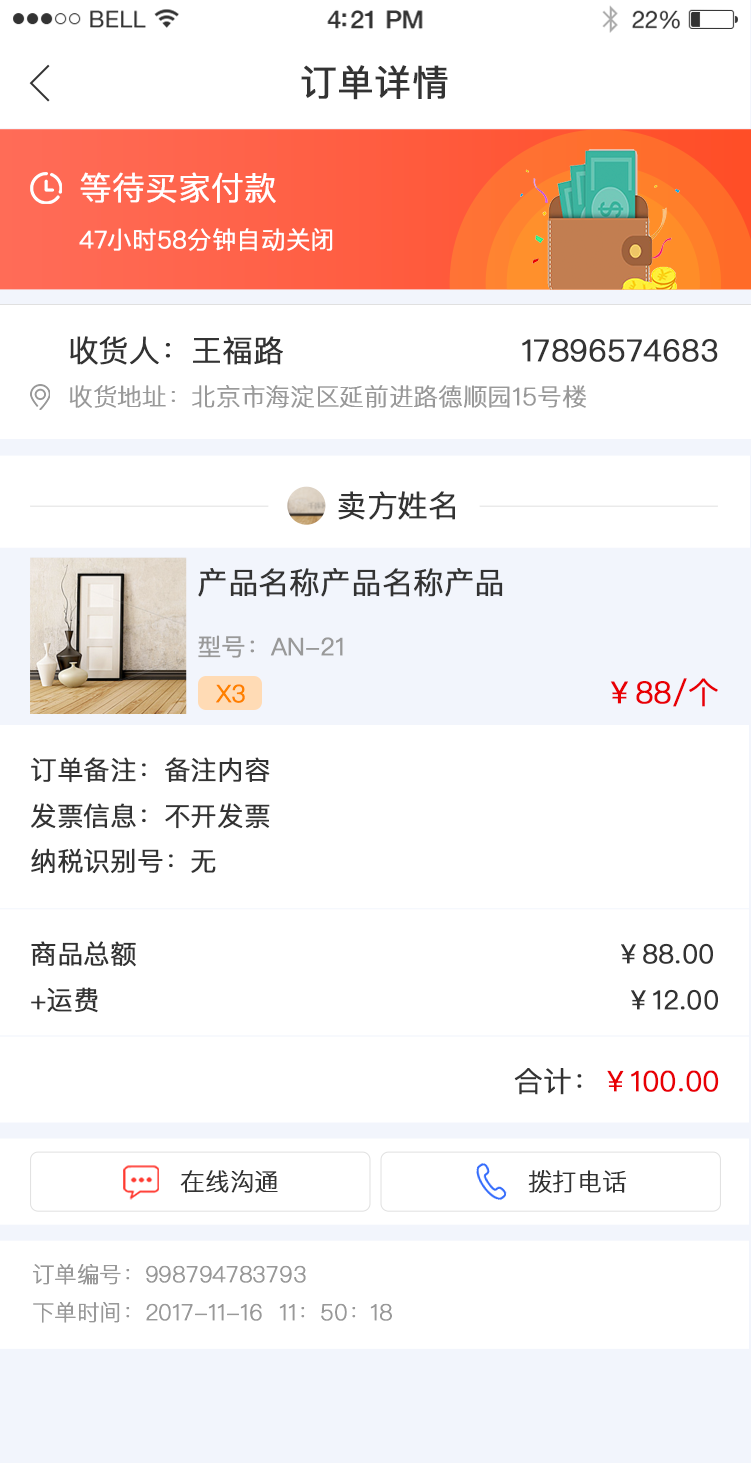 BELL 4:21 PM 22%
订单详情
等待买家付款
47小时58分钟自动关闭
收货人：王福路 17896574683
收货地址：北京市海淀区延前进路德顺园15号楼
卖方姓名
产品名称产品名称产品
型号：AN-21
X3 ¥88/个
订单备注：备注内容
发票信息：不开发票
纳税识别号：无
商品总额 ¥88.00
+运费 ¥12.00
合计：¥100.00
在线沟通 拨打电话
订单编号：998794783793
下单时间：2017-11-16 11：50：18